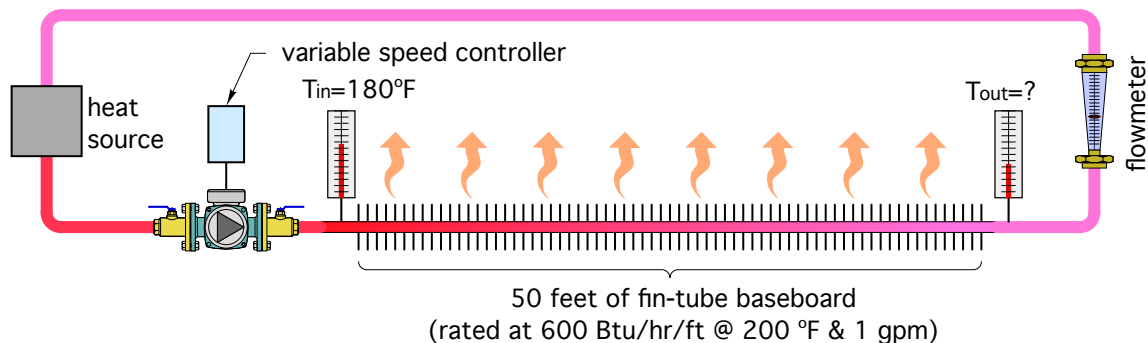 variable speed controller
Tin=180ºF
Tout=?
heat
source
flowmeter
50 feet of fin-tube baseboard
(rated at 600 Btu/hr/ft @ 200 ºF & 1 gpm)